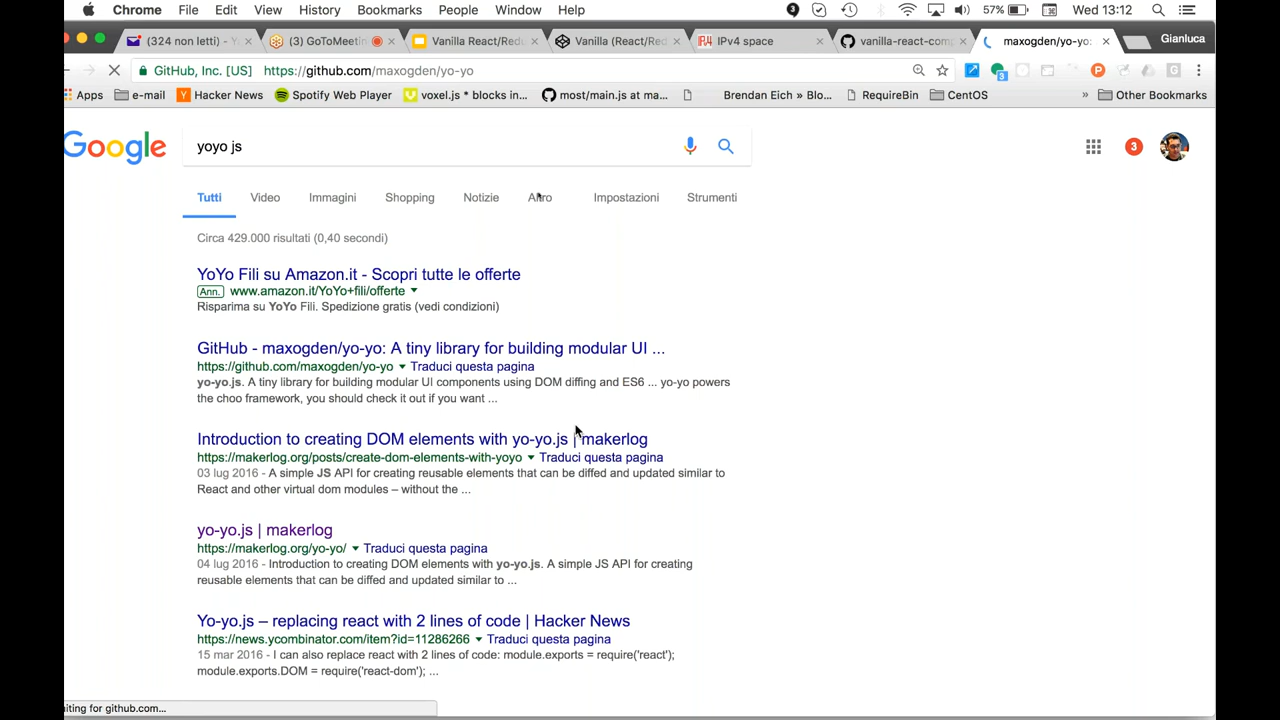 Chrome File Edit View History Bookmarks People Window Help 3 57% Wed 13:12
(324 non letti) - Y (3) GoToMeetin Vanilla React/Redu Vanilla (React/Red IPv4 space vanilla-react-comp maxogden/yo-yo: Gianluca
GitHub, Inc. [US] https://github.com/maxogden/yo-yo 3
Apps e-mail Hacker News Spotify Web Player voxel.js * blocks in... most/main.js at ma... Brendan Eich » Blo... RequireBin CentOS » Other Bookmarks
Google yoyo js 3
Tutti Video Immagini Shopping Notizie Altro Impostazioni Strumenti
Circa 429.000 risultati (0,40 secondi)
YoYo Fili su Amazon.it - Scopri tutte le offerte
Ann. www.amazon.it/YoYo+fili/offerte
Risparma su YoYo Fili. Spedizione gratis (vedi condizioni)
GitHub - maxogden/yo-yo: A tiny library for building modular UI ...
https://github.com/maxogden/yo-yo Traduci questa pagina
yo-yo.js. A tiny library for building modular UI components using DOM diffing and ES6 ... yo-yo powers
the choo framework, you should check it out if you want ...
Introduction to creating DOM elements with yo-yo.js | makerlog
https://makerlog.org/posts/create-dom-elements-with-yoyo Traduci questa pagina
03 lug 2016 - A simple JS API for creating reusable elements that can be diffed and updated similar to
React and other virtual dom modules – without the ...
yo-yo.js | makerlog
https://makerlog.org/yo-yo/ Traduci questa pagina
04 lug 2016 - Introduction to creating DOM elements with yo-yo.js. A simple JS API for creating
reusable elements that can be diffed and updated similar to ...
Yo-yo.js – replacing react with 2 lines of code | Hacker News
https://news.ycombinator.com/item?id=11286266 Traduci questa pagina
15 mar 2016 - I can also replace react with 2 lines of code: module.exports = require('react');
module.exports.DOM = require('react-dom'); ...
iting for github.com...